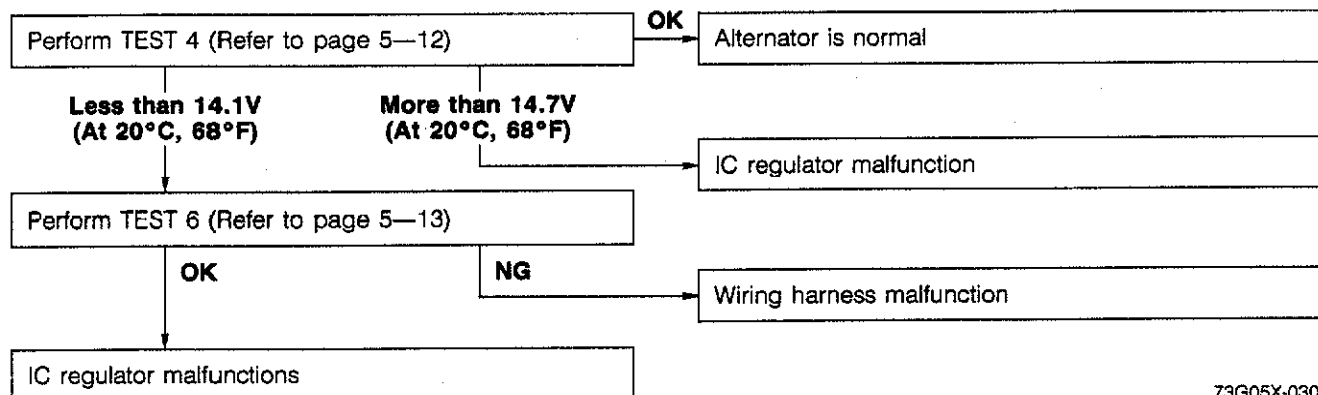 Perform TEST 4 (Refer to page 5—12)
OK
Alternator is normal
Less than 14.1V
(At 20°C, 68°F)
More than 14.7V
(At 20°C, 68°F)
IC regulator malfunction
Perform TEST 6 (Refer to page 5—13)
OK
NG
Wiring harness malfunction
IC regulator malfunctions
73G05X-030